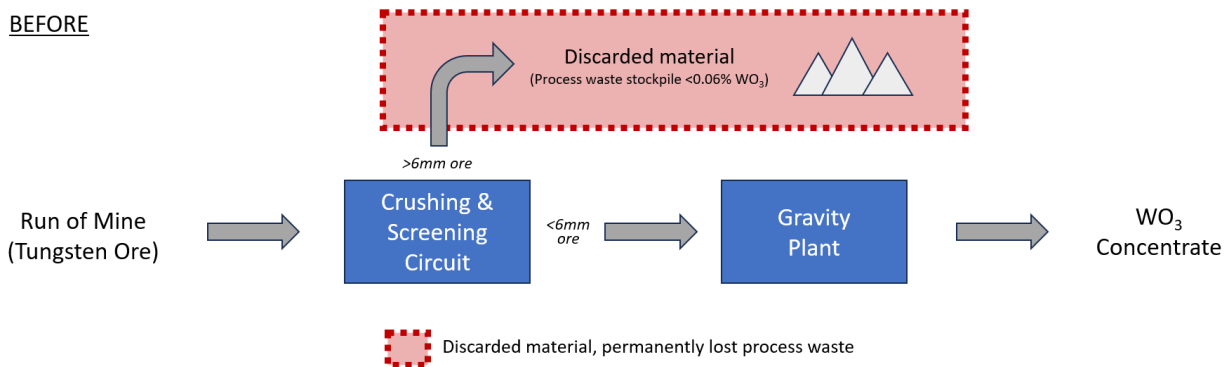 BEFORE
Discarded material
(Process waste stockpile <0.06% WO₃)
>6mm ore
Run of Mine
(Tungsten Ore)
Crushing &
Screening
Circuit
<6mm
ore
Gravity
Plant
WO₃
Concentrate
Discarded material, permanently lost process waste